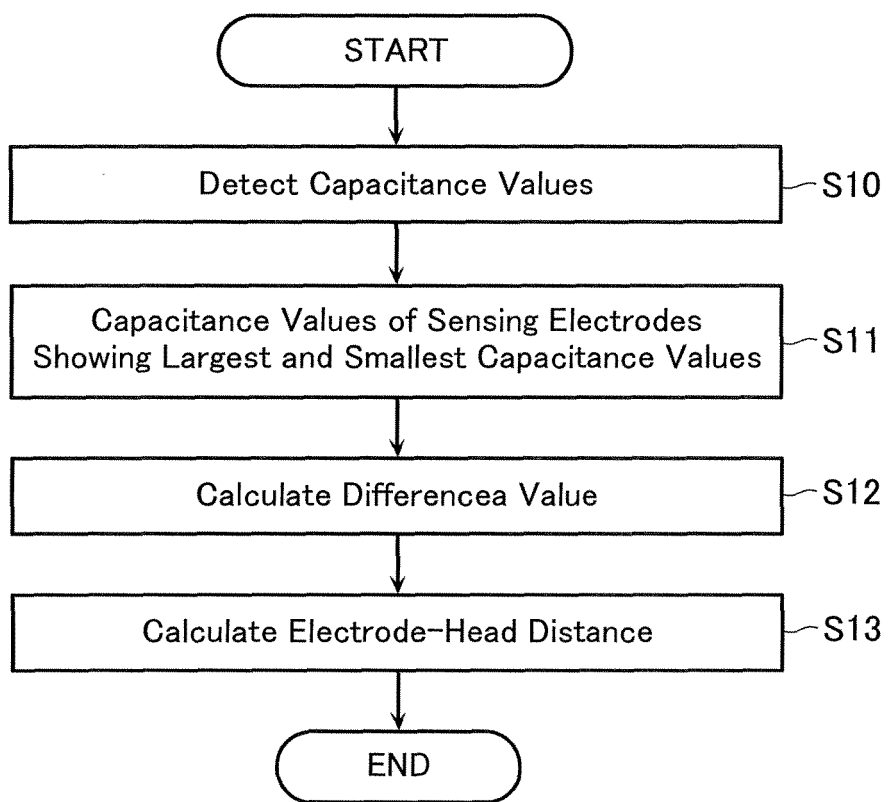 START
Detect Capacitance Values
S10
Capacitance Values of Sensing Electrodes
Showing Largest and Smallest Capacitance Values
S11
Calculate Differencea Value
S12
Calculate Electrode-Head Distance
S13
END